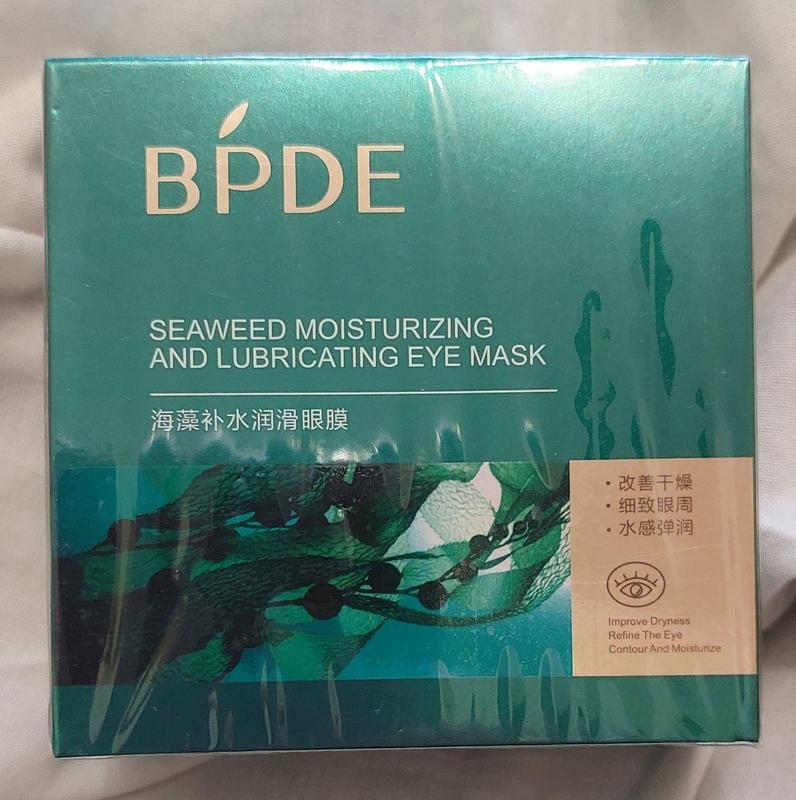 BPDE
SEAWEED MOISTURIZING
AND LUBRICATING EYE MASK
海藻补水润滑眼膜
• 改善干燥
• 细致眼周
• 水感弹润
Improve Dryness
Refine The Eye
Contour And Moisturize